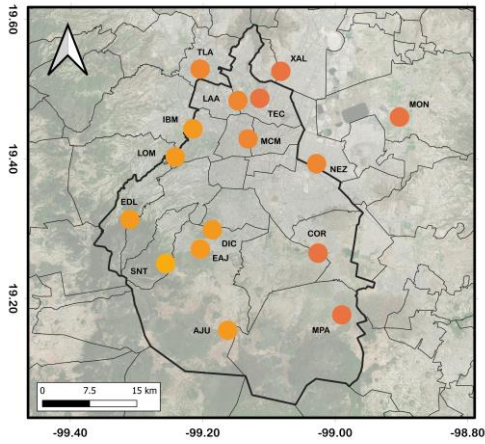 19.60
TLA
XAL
LAA
TEC
MON
IBM
MCM
19.40
LOM
NEZ
EDL
COR
DIC
EAJ
SNT
19.20
AJU
MPA
0 7.5 15 km
-99.40 -99.20 -99.00 -98.80